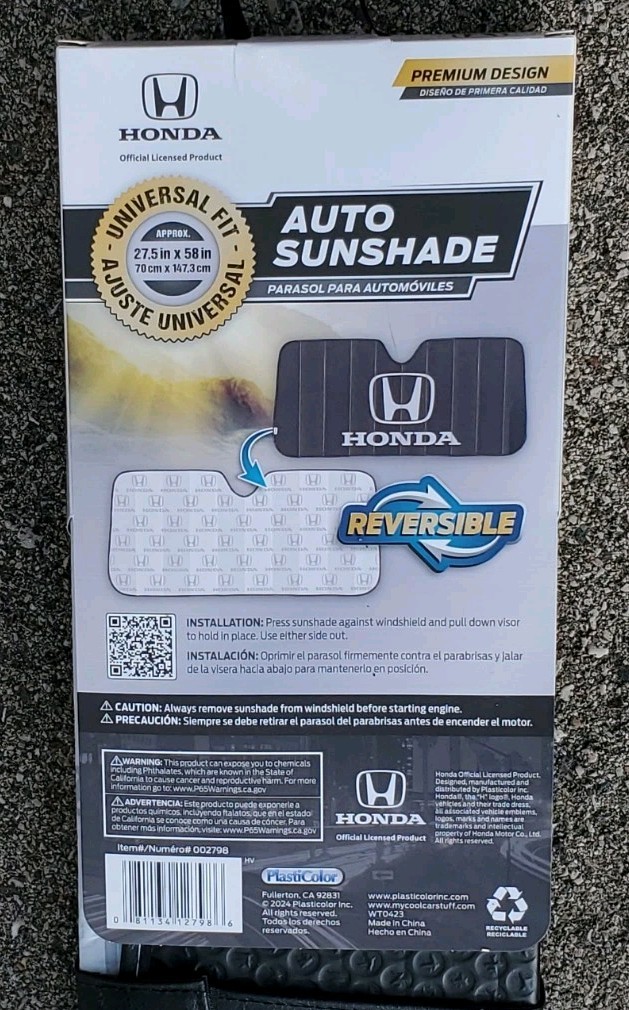 HONDA
Official Licensed Product
PREMIUM DESIGN
DISEÑO DE PRIMERA CALIDAD
UNIVERSAL FIT
APPROX.
27.5 in x 58 in
70 cm x 147.3 cm
AJUSTE UNIVERSAL
AUTO
SUNSHADE
PARASOL PARA AUTOMÓVILES
HONDA
REVERSIBLE
INSTALLATION: Press sunshade against windshield and pull down visor
to hold in place. Use either side out.
INSTALACIÓN: Oprimir el parasol firmemente contra el parabrisas y jalar
de la visera hacia abajo para mantenerlo en posición.
CAUTION: Always remove sunshade from windshield before starting engine.
PRECAUCIÓN: Siempre se debe retirar el parasol del parabrisas antes de encender el motor.
WARNING: This product can expose you to chemicals
including Phthalates, which are known in the State of
California to cause cancer and reproductive harm. For more
information go to: www.P65Warnings.ca.gov
ADVERTENCIA: Este producto puede exponerle a
productos químicos, incluyendo ftalatos, que en el estado
de California se conoce como una causa de cáncer. Para
obtener más información, visite: www.P65Warnings.ca.gov
HONDA
Official Licensed Product
Honda Official Licensed Product.
Designed, manufactured and
distributed by Plasticolor Inc.
Honda®, the "H" logo®, Honda
vehicles and their trade dress,
all associated vehicle emblems,
logos, marks and names are
trademarks and intellectual
property of Honda Motor Co., Ltd.
All rights reserved.
Item#/Numéro# 002798
HV
0 81134 12798 6
PlastiColor
Fullerton, CA 92831
© 2024 Plasticolor Inc.
All rights reserved.
Todos los derechos
reservados.
www.plasticolorinc.com
www.mycoolcarstuff.com
WT0423
Made in China
Hecho en China
RECYCLABLE
RECICLABLE